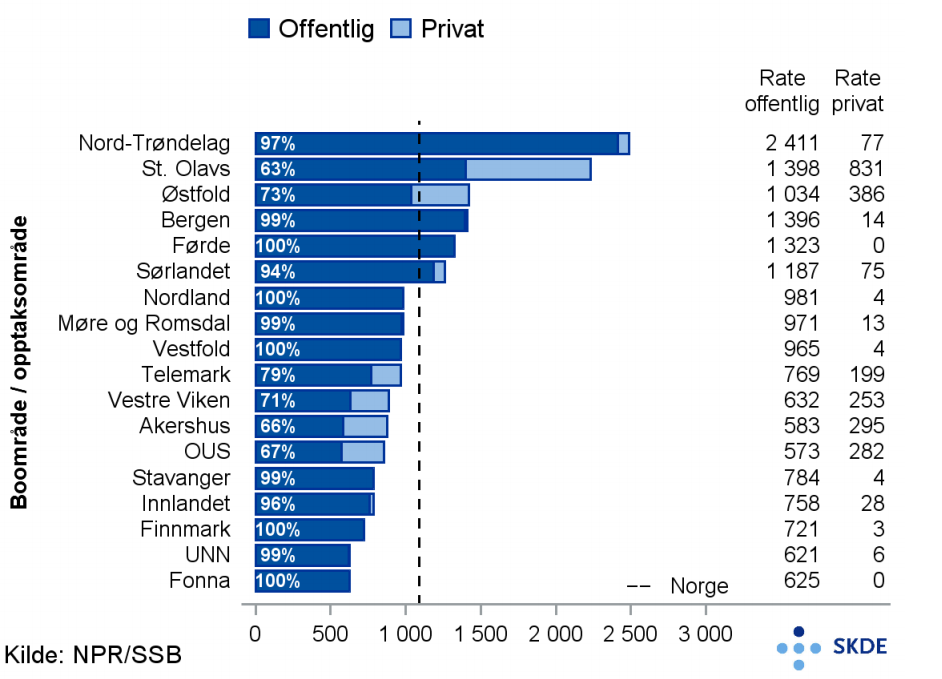 Offentlig Privat
Rate Rate
offentlig privat
Nord-Trøndelag 97% 2 411 77
St. Olavs 63% 1 398 831
Østfold 73% 1 034 386
Bergen 99% 1 396 14
Førde 100% 1 323 0
Sørlandet 94% 1 187 75
Nordland 100% 981 4
Møre og Romsdal 99% 971 13
Vestfold 100% 965 4
Telemark 79% 769 199
Vestre Viken 71% 632 253
Akershus 66% 583 295
OUS 67% 573 282
Stavanger 99% 784 4
Innlandet 96% 758 28
Finnmark 100% 721 3
UNN 99% 621 6
Fonna 100% 625 0
Boområde / opptaksområde
Norge
0 500 1 000 1 500 2 000 2 500 3 000
Kilde: NPR/SSB
SKDE